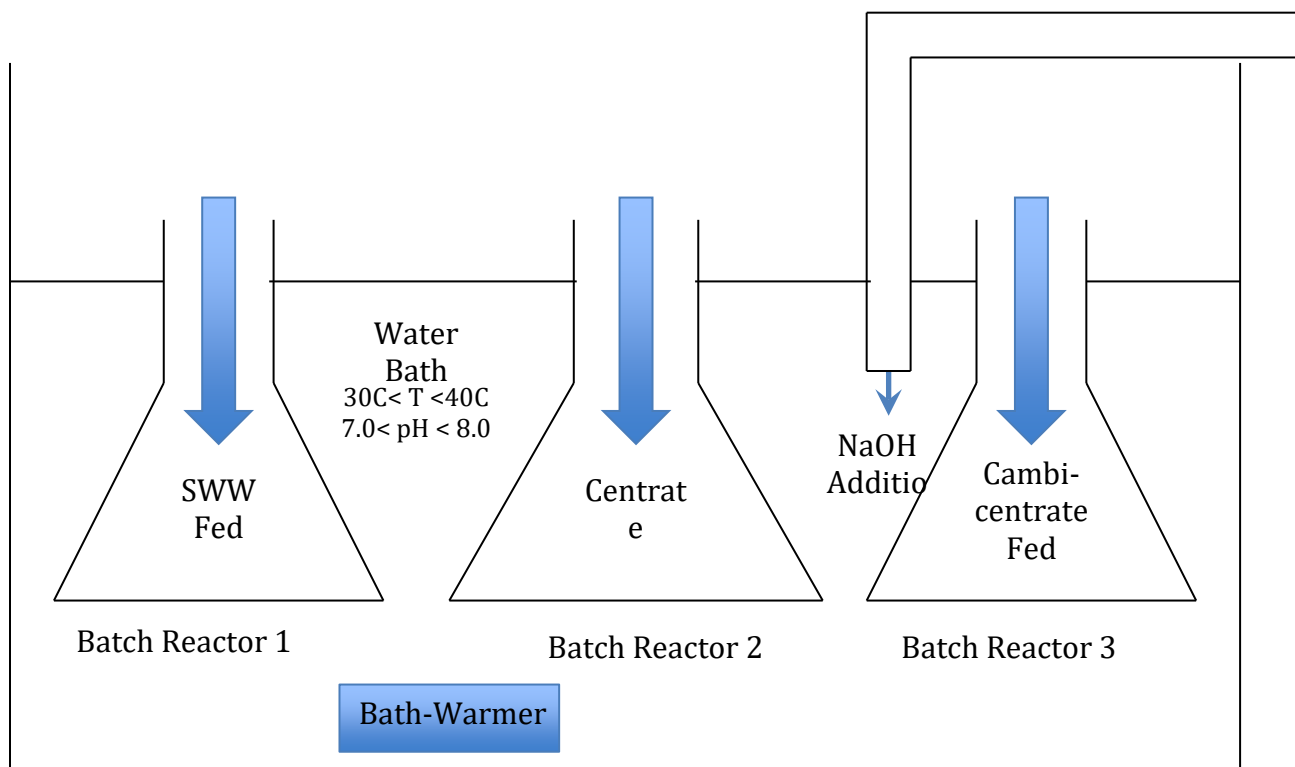 Water
Bath
30C< T <40C
7.0< pH < 8.0
SWW
Fed
Centrat
e
NaOH
Additio
Cambi-
centrate
Fed
Batch Reactor 1
Batch Reactor 2
Batch Reactor 3
Bath-Warmer